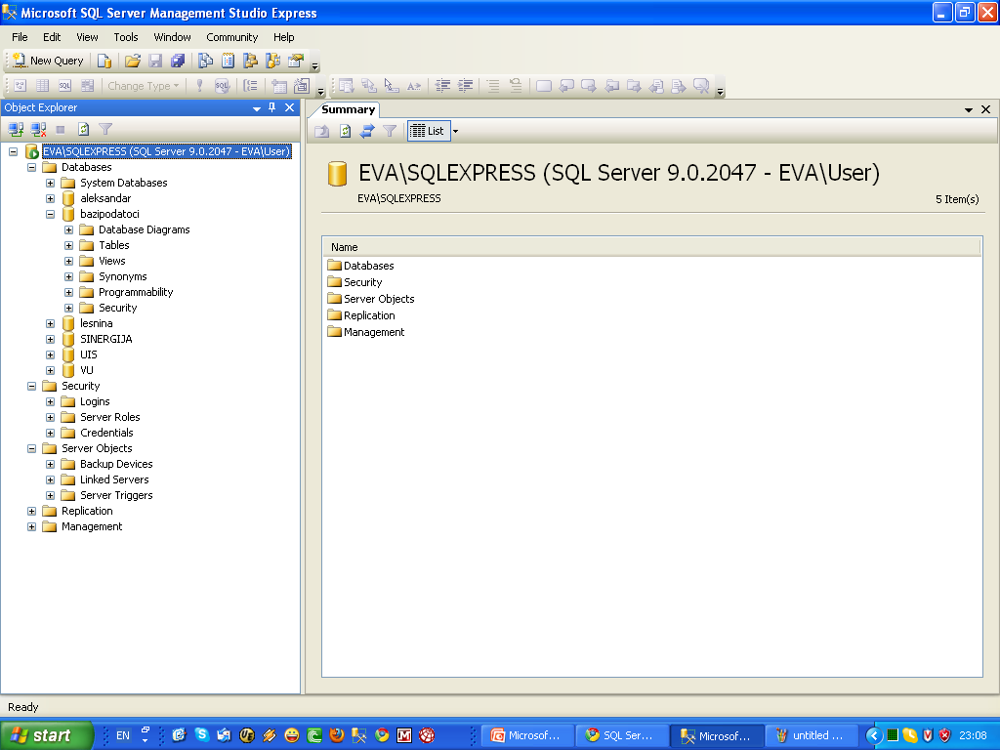 Microsoft SQL Server Management Studio Express
File Edit View Tools Window Community Help
New Query
Change Type
Object Explorer
EVA\SQLEXPRESS (SQL Server 9.0.2047 - EVA\User)
Databases
System Databases
aleksandar
bazipodatoci
Database Diagrams
Tables
Views
Synonyms
Programmability
Security
lesnina
SINERGIJA
UIS
VU
Security
Logins
Server Roles
Credentials
Server Objects
Backup Devices
Linked Servers
Server Triggers
Replication
Management
Summary
List
EVA\SQLEXPRESS (SQL Server 9.0.2047 - EVA\User)
EVA\SQLEXPRESS 5 Item(s)
Name
Databases
Security
Server Objects
Replication
Management
Ready
start EN Microsof... SQL Ser... Microsof... untitled ... 23:08